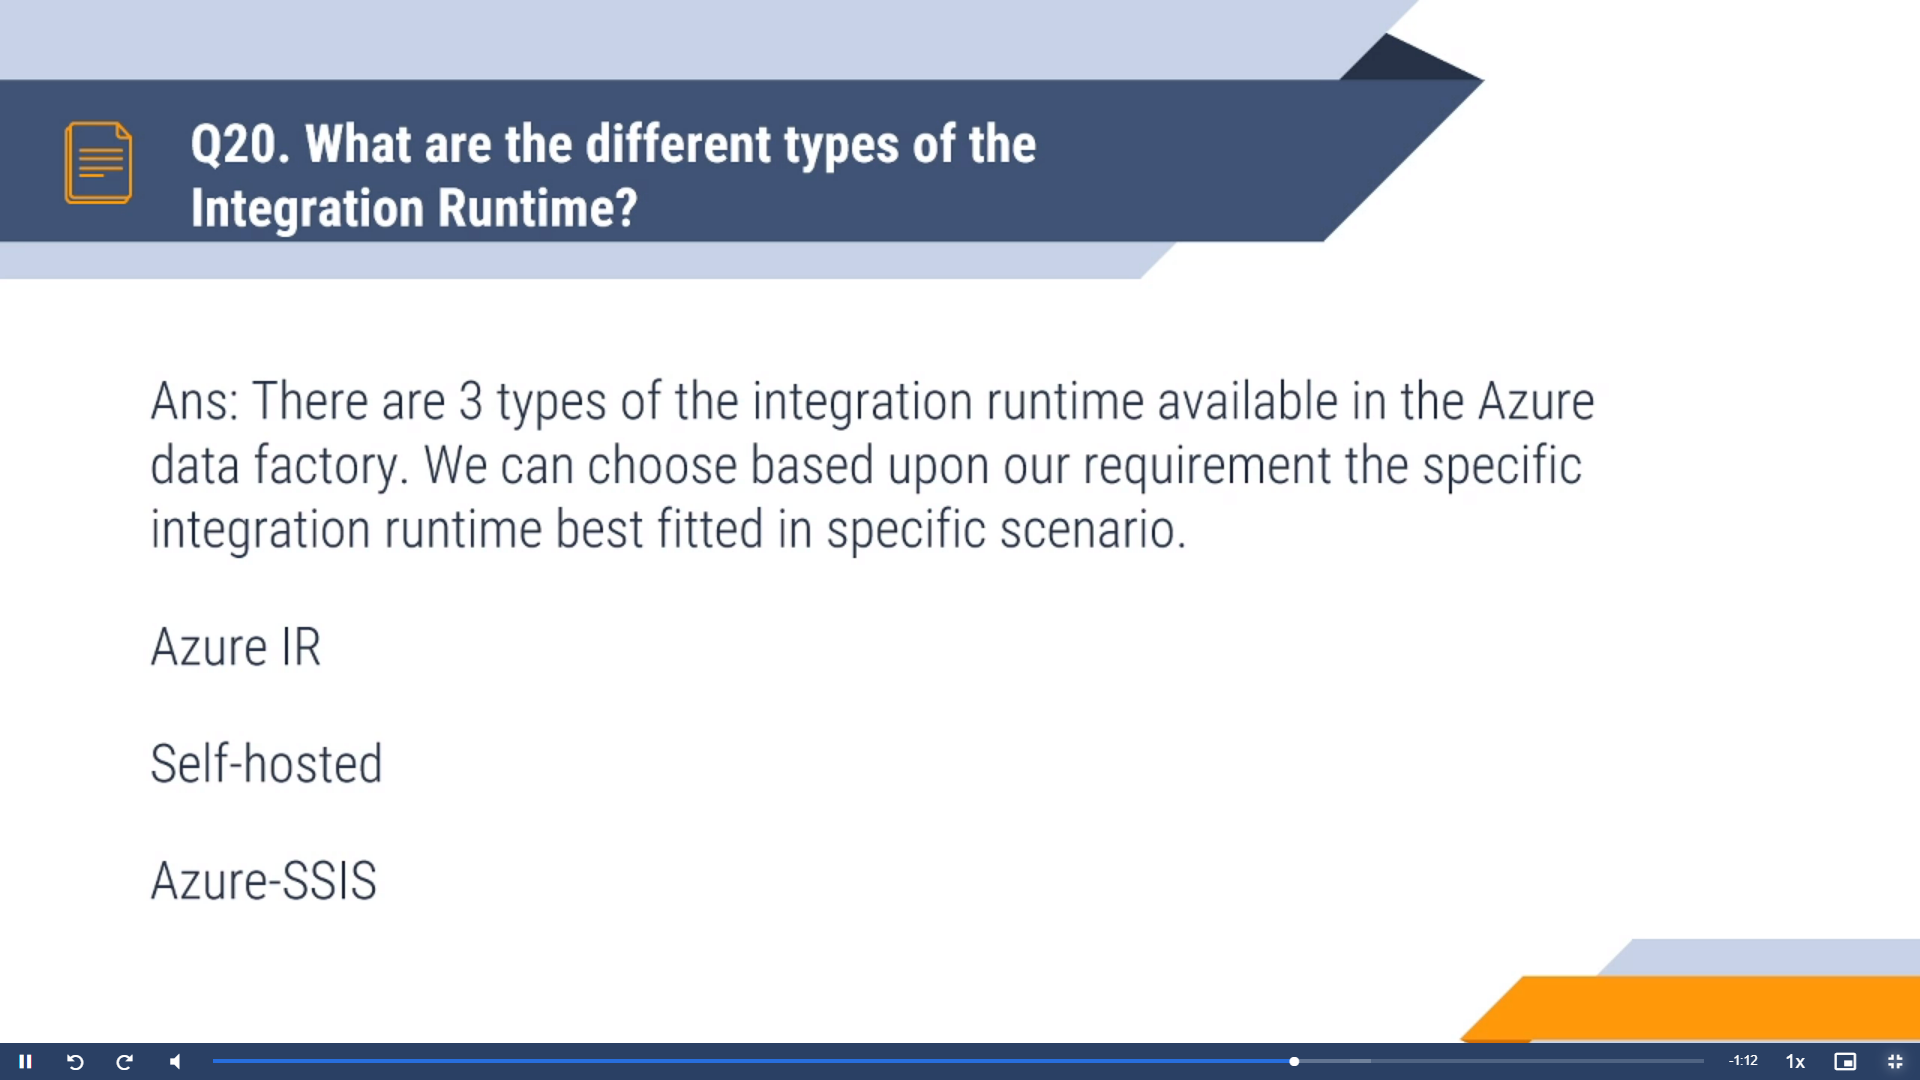 Q20. What are the different types of the
Integration Runtime?
Ans: There are 3 types of the integration runtime available in the Azure
data factory. We can choose based upon our requirement the specific
integration runtime best fitted in specific scenario.
Azure IR
Self-hosted
Azure-SSIS
-1:12
1x